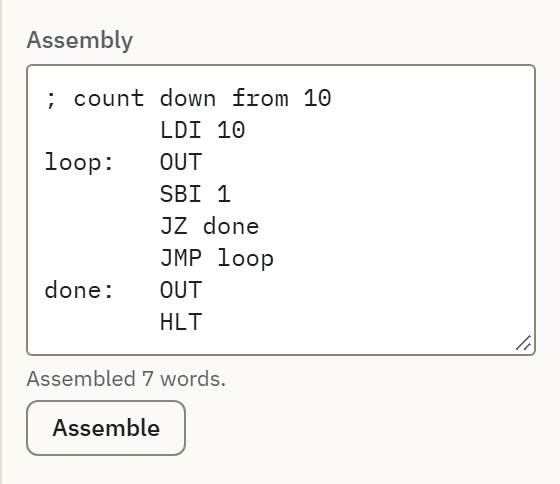 Assembly
; count down from 10
        LDI 10
loop:   OUT
        SBI 1
        JZ done
        JMP loop
done:   OUT
        HLT
Assembled 7 words.
Assemble